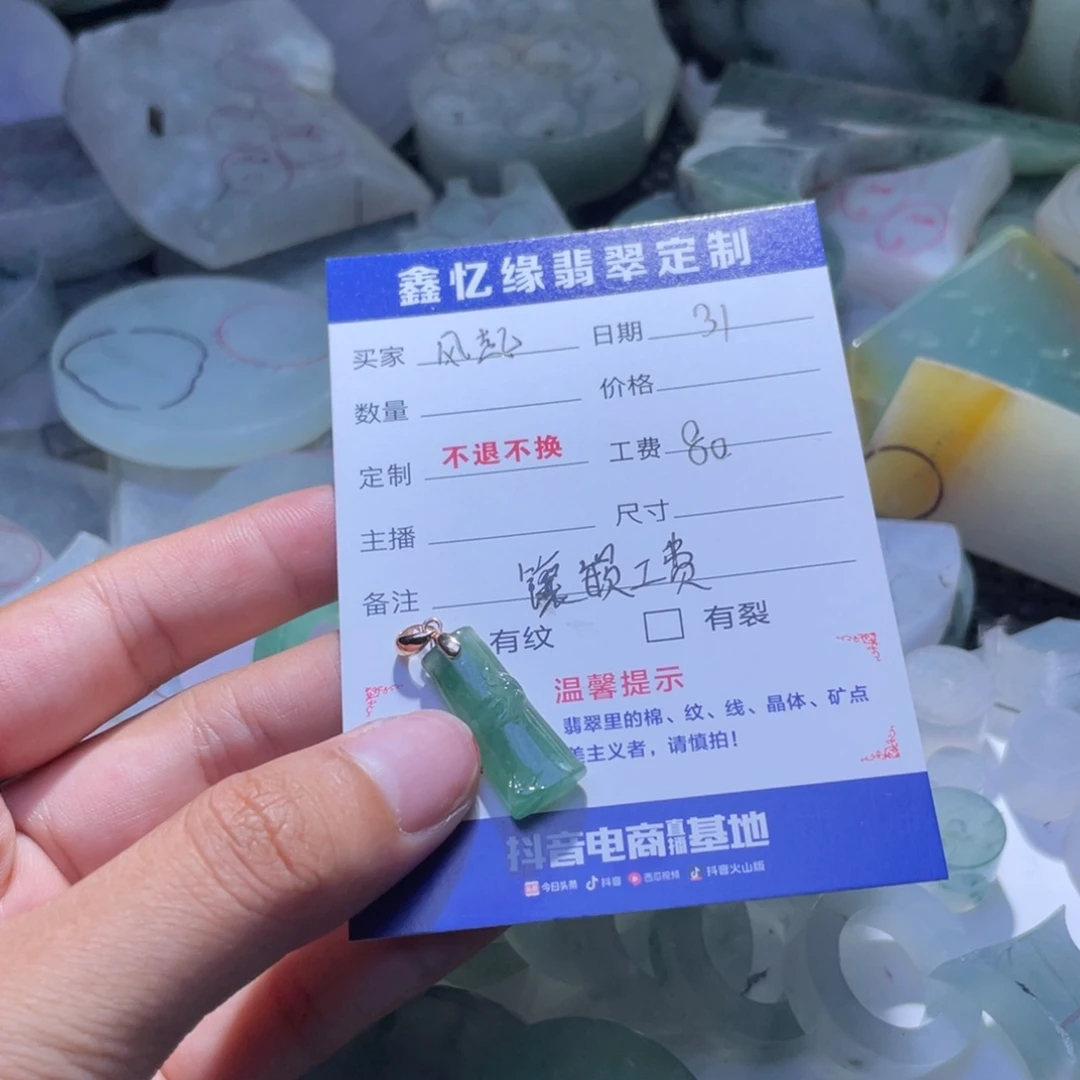 鑫忆缘翡翠定制
买家 风起 日期 31
数量 价格
定制 不退不换 工费 80
主播 尺寸
备注 镶嵌工费
有纹 有裂
温馨提示
翡翠里的棉、纹、线、晶体、矿点
美主义者，请慎拍！
抖音电商直播基地
今日头条 抖音 西瓜视频 抖音火山版